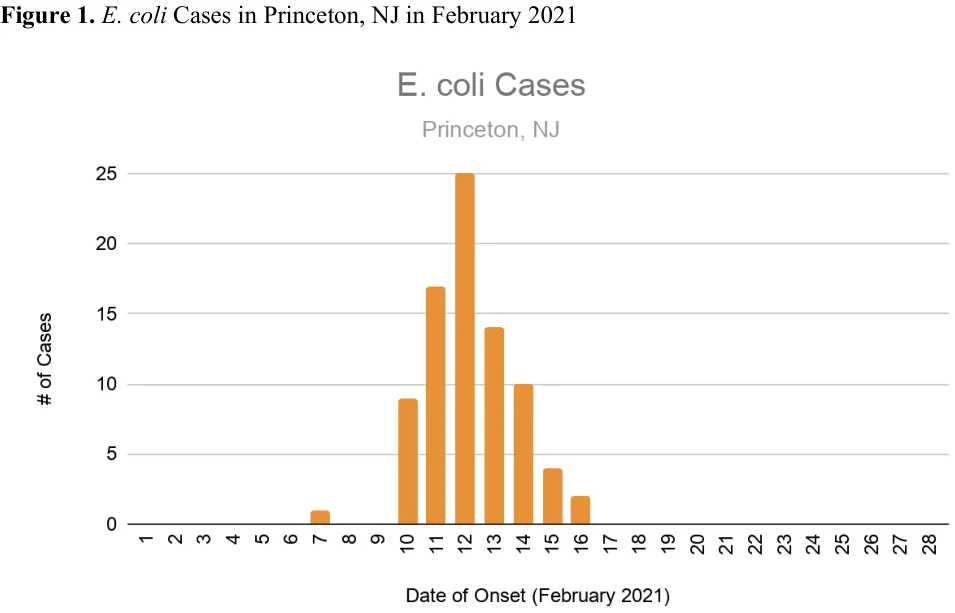 Figure 1. E. coli Cases in Princeton, NJ in February 2021
E. coli Cases
Princeton, NJ
25
20
15
10
5
0
# of Cases
1 2 3 4 5 6 7 8 9 10 11 12 13 14 15 16 17 18 19 20 21 22 23 24 25 26 27 28
Date of Onset (February 2021)